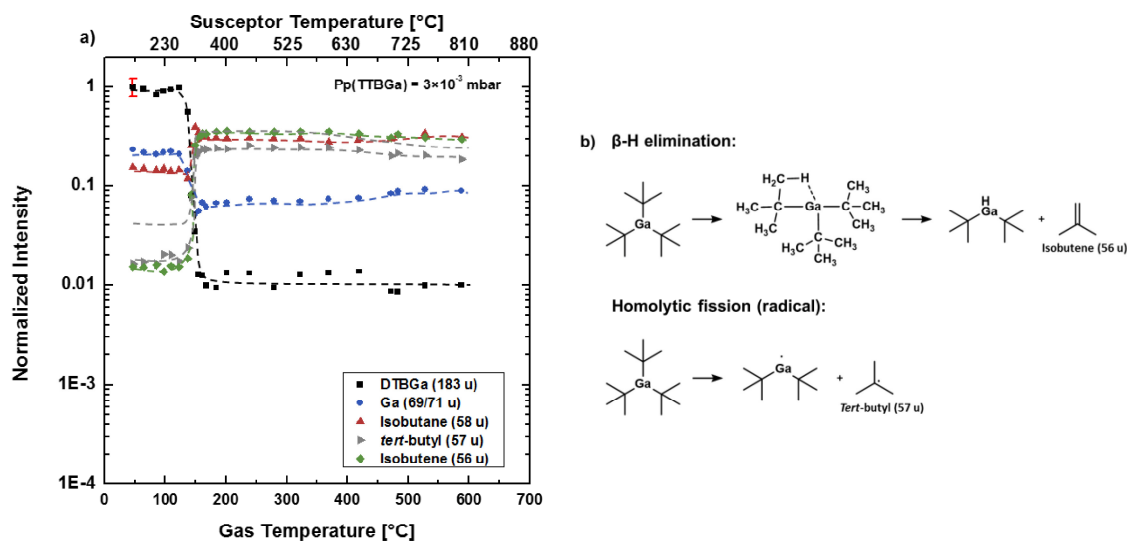 Susceptor Temperature [°C]
a)
230 400 525 630 725 810 880
Pp(TTBGa) = 3×10⁻³ mbar
Normalized Intensity
1
0.1
0.01
1E-3
1E-4
DTBGa (183 u)
Ga (69/71 u)
Isobutane (58 u)
tert-butyl (57 u)
Isobutene (56 u)
0 100 200 300 400 500 600 700
Gas Temperature [°C]
b) β-H elimination:
Ga
H₂C H
H₃C C Ga C CH₃
CH₃ CH₃
H₃C CH₃
C
H₃C CH₃
CH₃
H
Ga
+
Isobutene (56 u)
Homolytic fission (radical):
Ga
Ga
+
Tert-butyl (57 u)